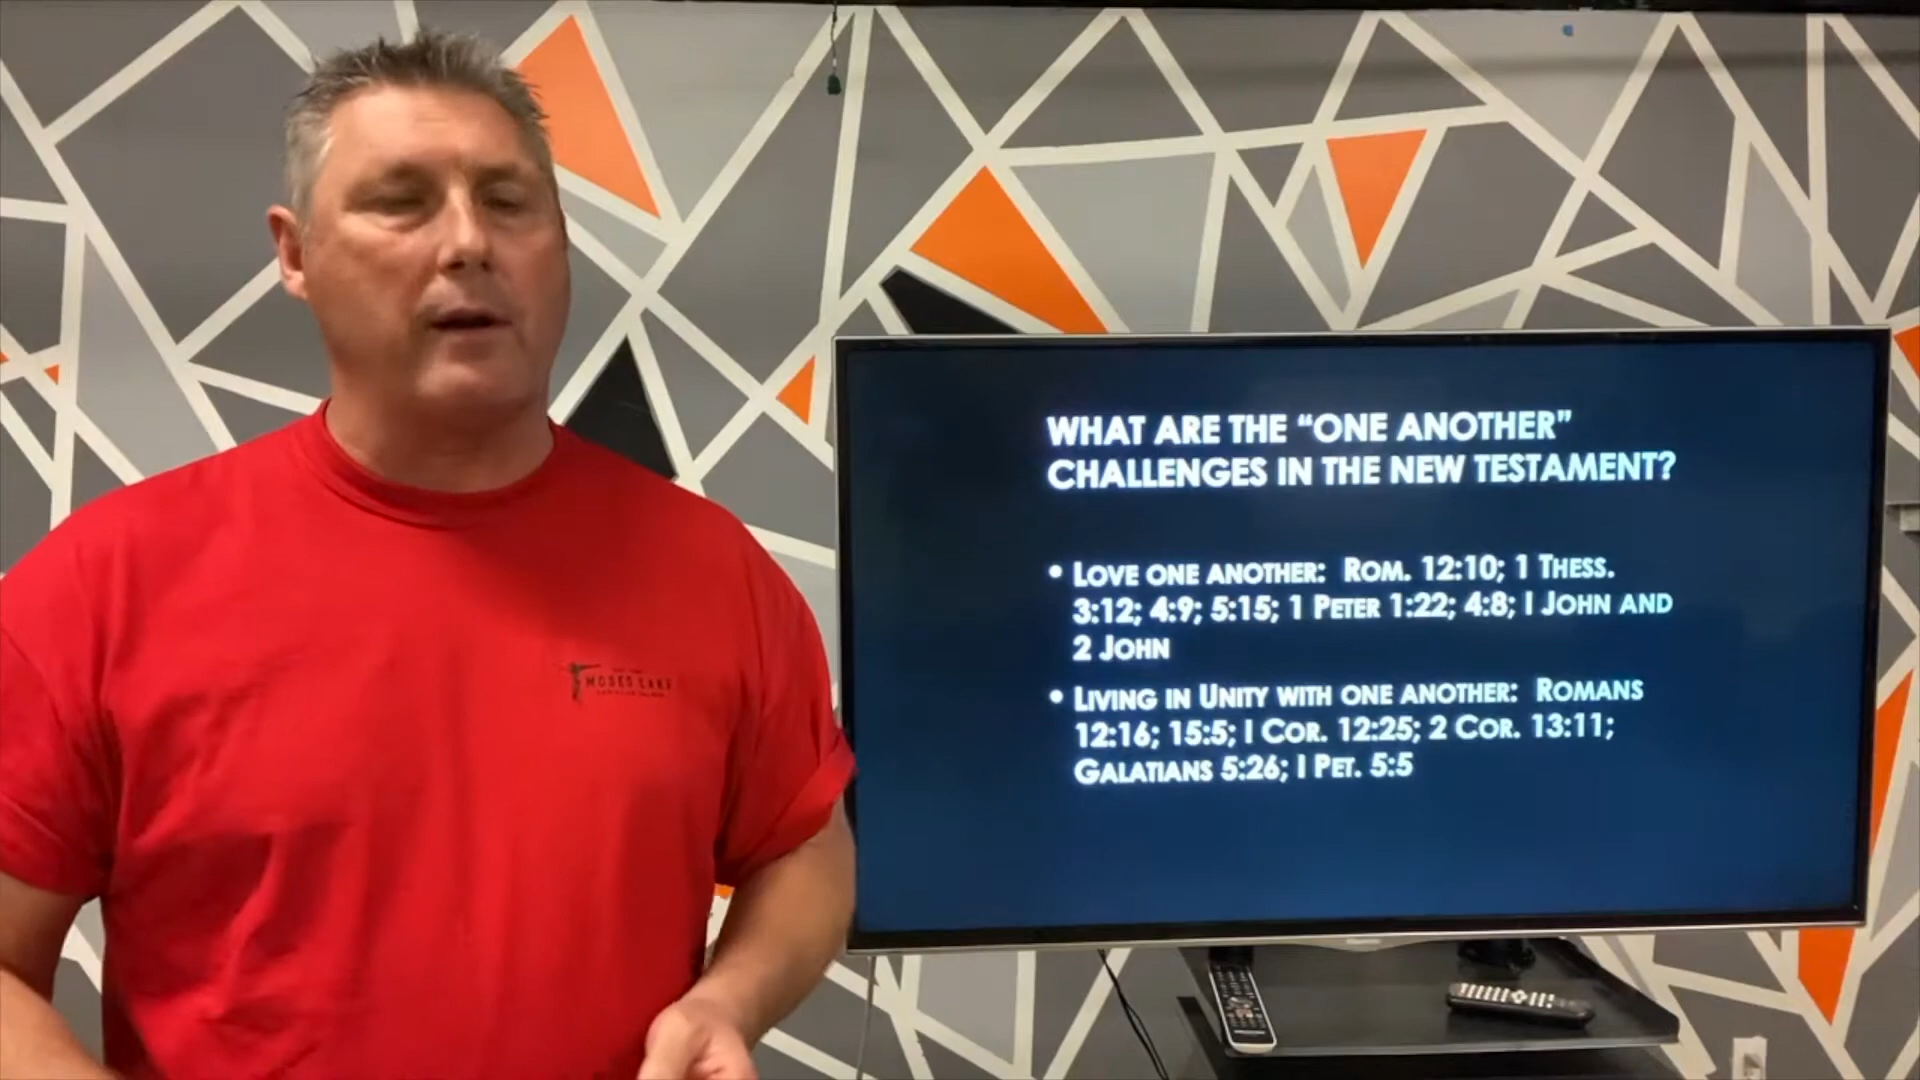 WHAT ARE THE “ONE ANOTHER”
CHALLENGES IN THE NEW TESTAMENT?
• LOVE ONE ANOTHER: ROM. 12:10; 1 THESS.
3:12; 4:9; 5:15; 1 PETER 1:22; 4:8; I JOHN AND
2 JOHN
• LIVING IN UNITY WITH ONE ANOTHER: ROMANS
12:16; 15:5; I COR. 12:25; 2 COR. 13:11;
GALATIANS 5:26; I PET. 5:5
MOSES LAKE